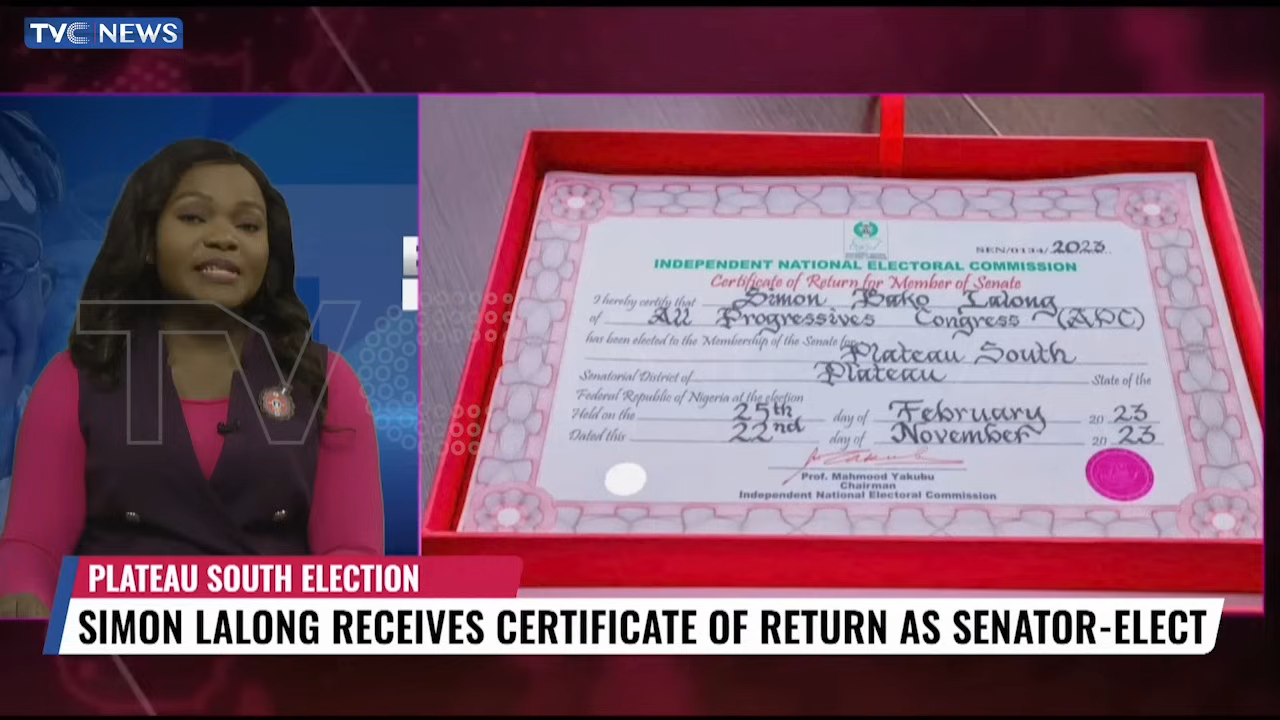 TVC NEWS
TV
SEN/0134/2023
INDEPENDENT NATIONAL ELECTORAL COMMISSION
Certificate of Return for Member of Senate
I hereby certify that Simon Bako Lalong
of All Progressives Congress (APC)
has been elected to the Membership of the Senate for Plateau South
Senatorial District of Plateau State of the
Federal Republic of Nigeria at the election
Held on the 25th day of February 2023
Dated this 22nd day of November 2023
Prof. Mahmood Yakubu
Chairman
Independent National Electoral Commission
PLATEAU SOUTH ELECTION
SIMON LALONG RECEIVES CERTIFICATE OF RETURN AS SENATOR-ELECT